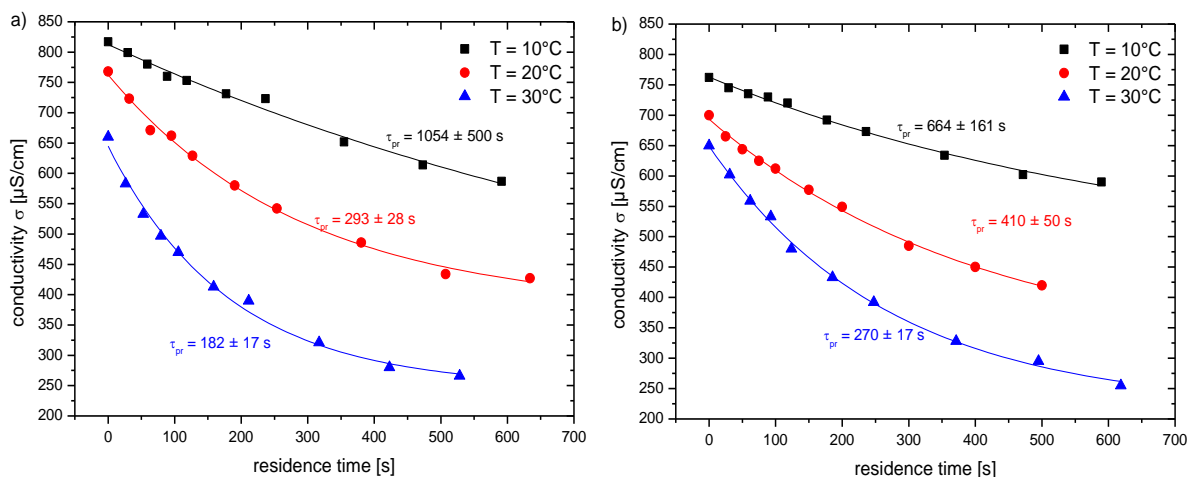 a)
T = 10°C
T = 20°C
T = 30°C
τpr = 1054 ± 500 s
τpr = 293 ± 28 s
τpr = 182 ± 17 s
850
800
750
700
650
600
550
500
450
400
350
300
250
200
conductivity σ [µS/cm]
0 100 200 300 400 500 600 700
residence time [s]
b)
T = 10°C
T = 20°C
T = 30°C
τpr = 664 ± 161 s
τpr = 410 ± 50 s
τpr = 270 ± 17 s
850
800
750
700
650
600
550
500
450
400
350
300
250
200
conductivity σ [µS/cm]
0 100 200 300 400 500 600 700
residence time [s]